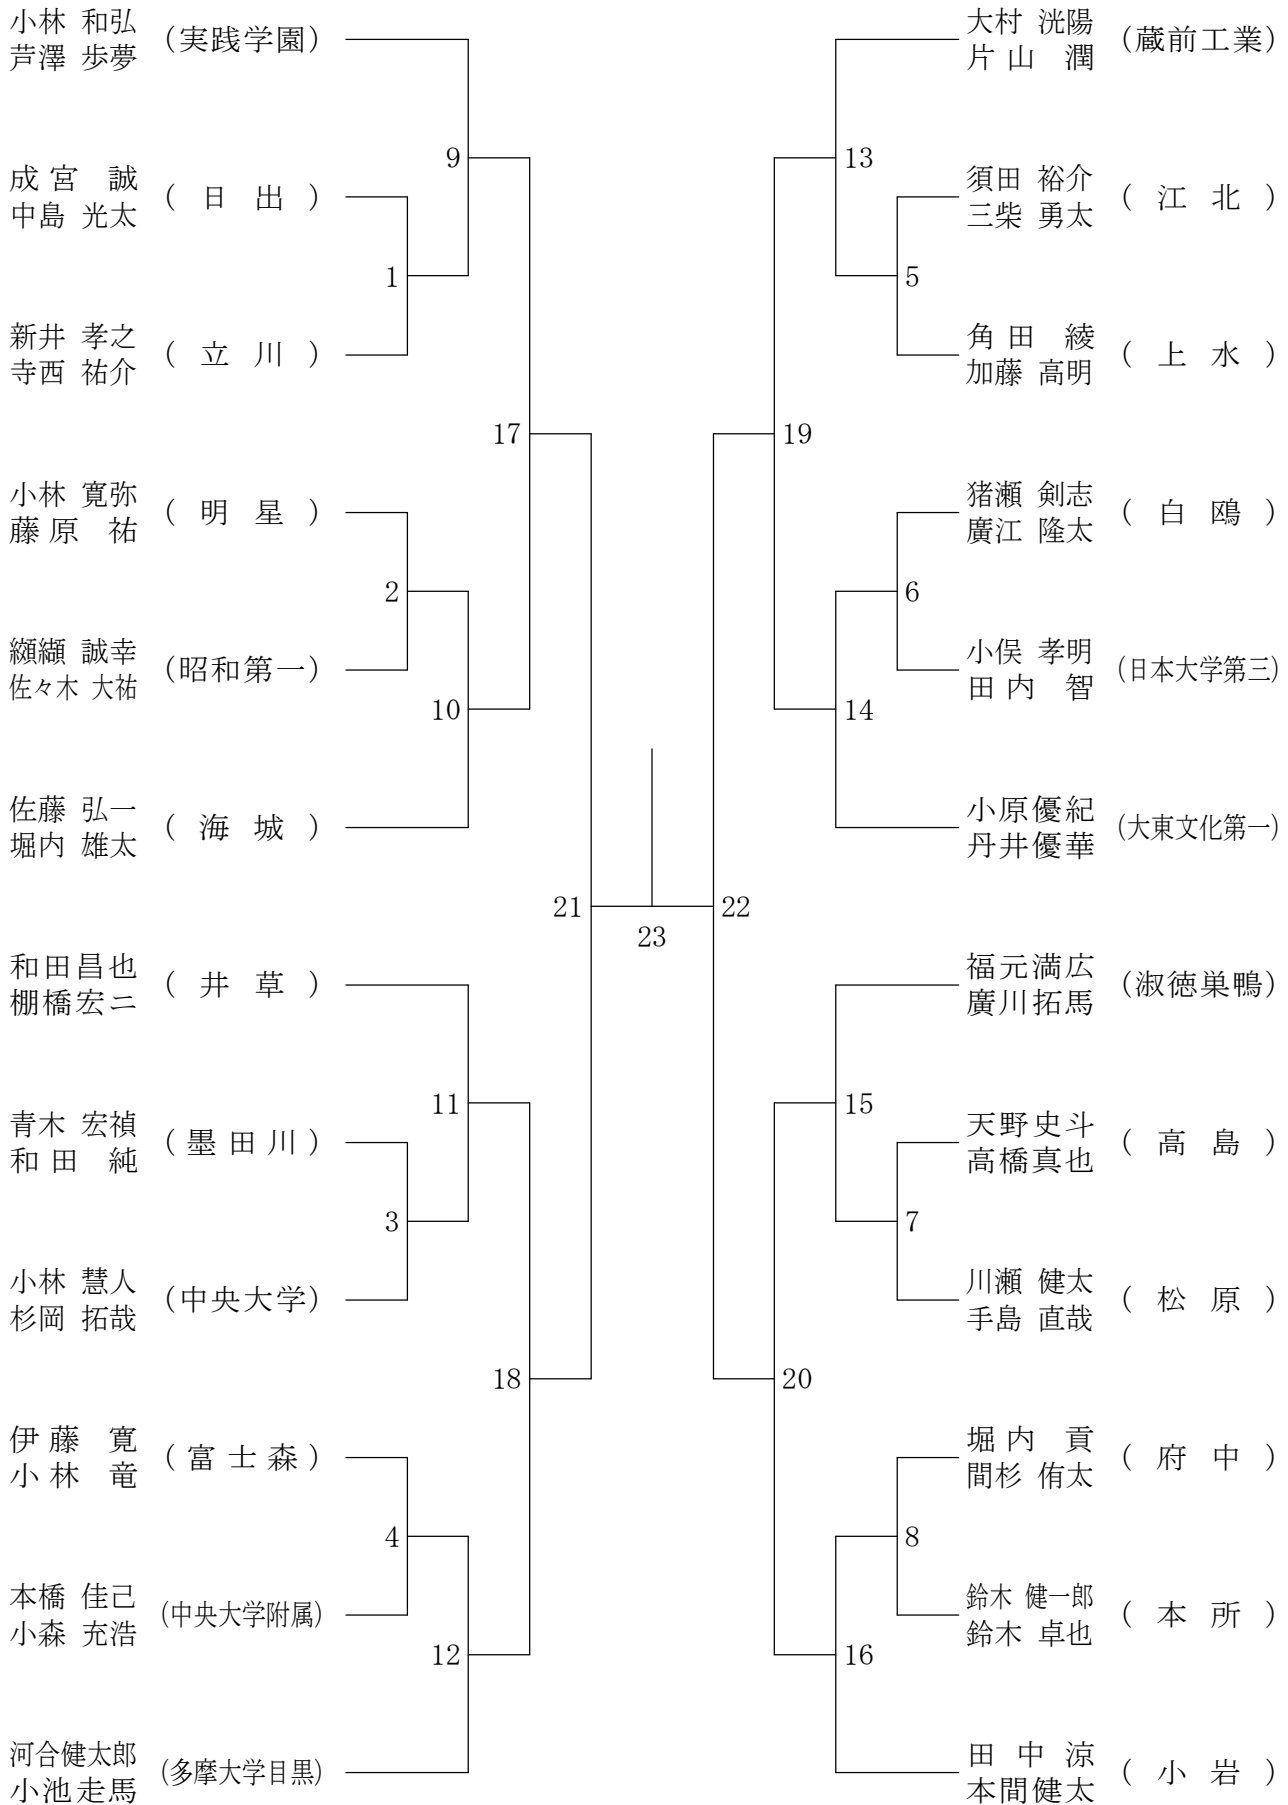 小林 和弘
芦澤 歩夢
(実践学園)
成宮 誠
中島 光太
( 日 出 )
新井 孝之
寺西 祐介
( 立 川 )
小林 寛弥
藤原 祐
( 明 星 )
纐纈 誠幸
佐々木 大祐
(昭和第一)
佐藤 弘一
堀内 雄太
( 海 城 )
和田昌也
棚橋宏二
( 井 草 )
青木 宏禎
和田 純
( 墨田川 )
小林 慧人
杉岡 拓哉
(中央大学)
伊藤 寛
小林 竜
( 富士森 )
本橋 佳己
小森 充浩
(中央大学附属)
河合健太郎
小池走馬
(多摩大学目黒)
9
1
17
2
10
21
11
3
18
4
12
23
大村 洸陽
片山 潤
(蔵前工業)
須田 裕介
三柴 勇太
( 江 北 )
角田 綾
加藤 高明
( 上 水 )
猪瀬 剣志
廣江 隆太
( 白 鴎 )
小俣 孝明
田内 智
(日本大学第三)
小原優紀
丹井優華
(大東文化第一)
福元満広
廣川拓馬
(淑徳巣鴨)
天野史斗
高橋真也
( 高 島 )
川瀬 健太
手島 直哉
( 松 原 )
堀内 貢
間杉 侑太
( 府 中 )
鈴木 健一郎
鈴木 卓也
( 本 所 )
田中涼
本間健太
( 小 岩 )
13
5
19
6
14
22
15
7
20
8
16